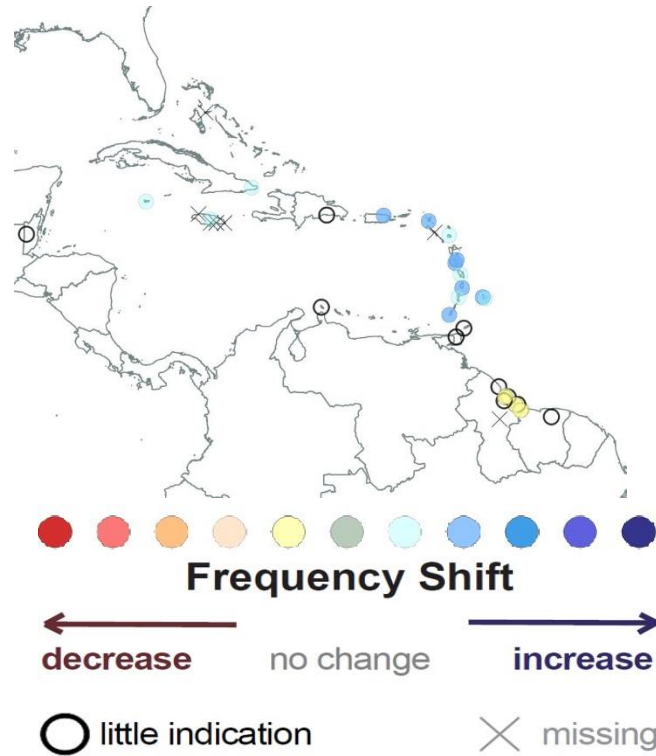 Frequency Shift
decrease no change increase
little indication missing